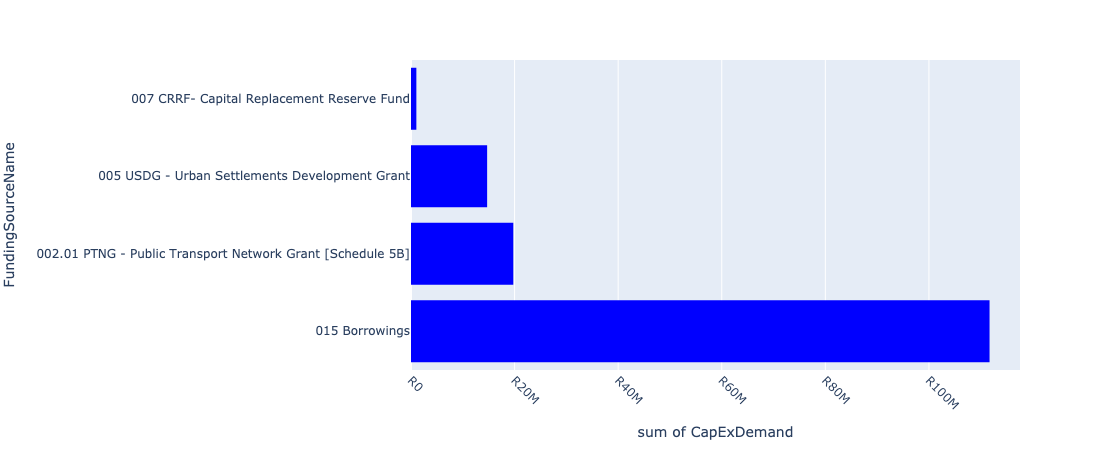 007 CRRF- Capital Replacement Reserve Fund
005 USDG - Urban Settlements Development Grant
002.01 PTNG - Public Transport Network Grant [Schedule 5B]
015 Borrowings
FundingSourceName
R0
R20M
R40M
R60M
R80M
R100M
sum of CapExDemand